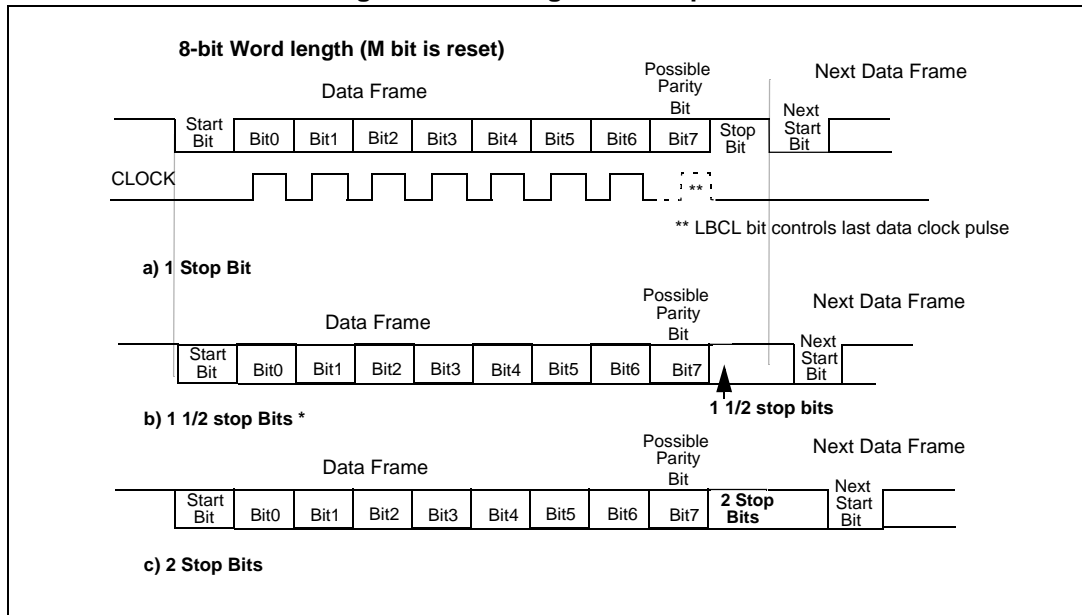 8-bit Word length (M bit is reset)
Data Frame
Possible
Parity
Bit
Next Data Frame
Start
Bit
Bit0
Bit1
Bit2
Bit3
Bit4
Bit5
Bit6
Bit7
Stop
Bit
Next
Start
Bit
CLOCK
**
** LBCL bit controls last data clock pulse
a) 1 Stop Bit
Data Frame
Possible
Parity
Bit
Next Data Frame
Start
Bit
Bit0
Bit1
Bit2
Bit3
Bit4
Bit5
Bit6
Bit7
Next
Start
Bit
1 1/2 stop bits
b) 1 1/2 stop Bits *
Data Frame
Possible
Parity
Bit
Next Data Frame
Start
Bit
Bit0
Bit1
Bit2
Bit3
Bit4
Bit5
Bit6
Bit7
2 Stop
Bits
Next
Start
Bit
c) 2 Stop Bits